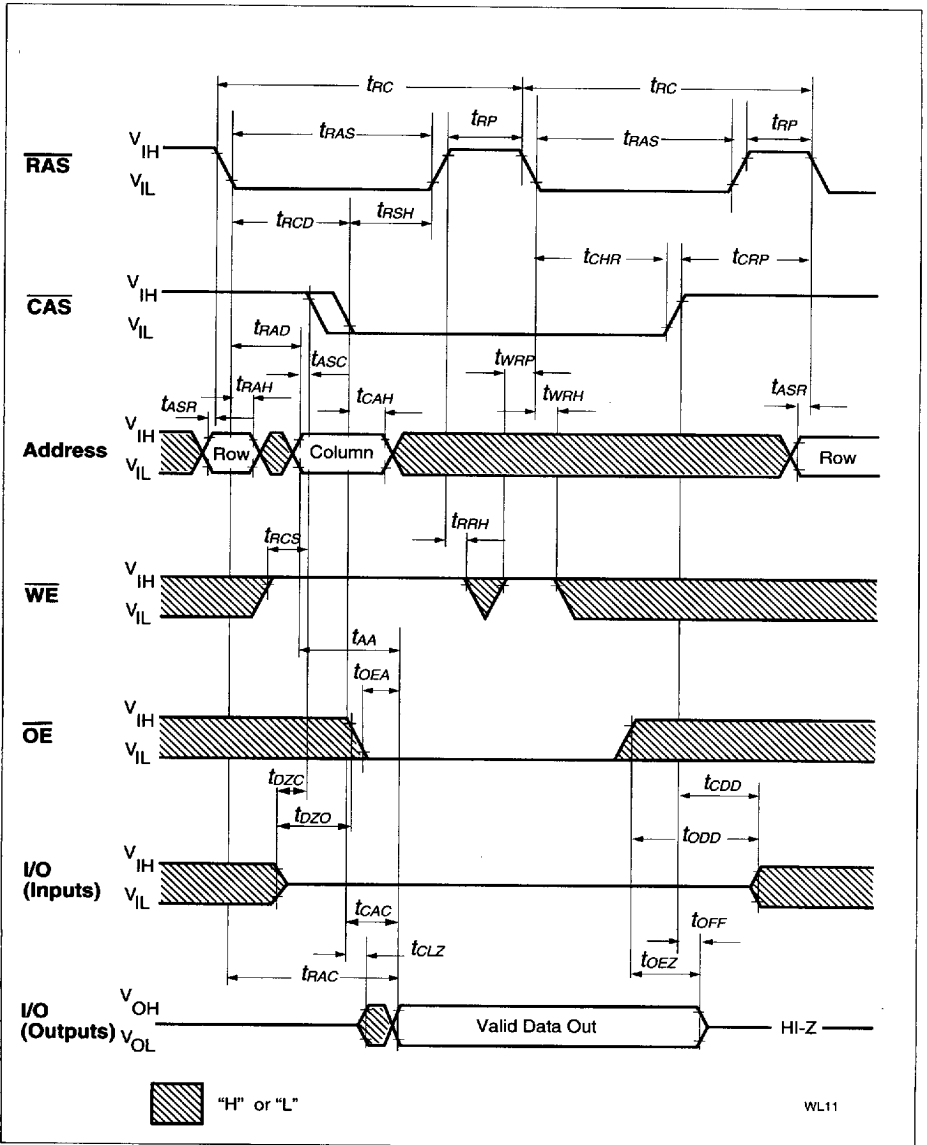 tRC tRC
tRAS tRP tRAS tRP
RAS VIH
VIL
tRCD tRSH
tCHR tCRP
CAS VIH
VIL
tRAD
tASC tWRP
tRAH tCAH tWRH
tASR tASR
Address VIH
VIL
Row Column Row
tRCS tRRH
WE VIH
VIL
tAA
tOEA
OE VIH
VIL
tDZC tCDD
tDZO tODD
I/O (Inputs) VIH
VIL
tCAC tOFF
tCLZ tOEZ
tRAC
I/O (Outputs) VOH
VOL
Valid Data Out HI-Z
"H" or "L"
WL11